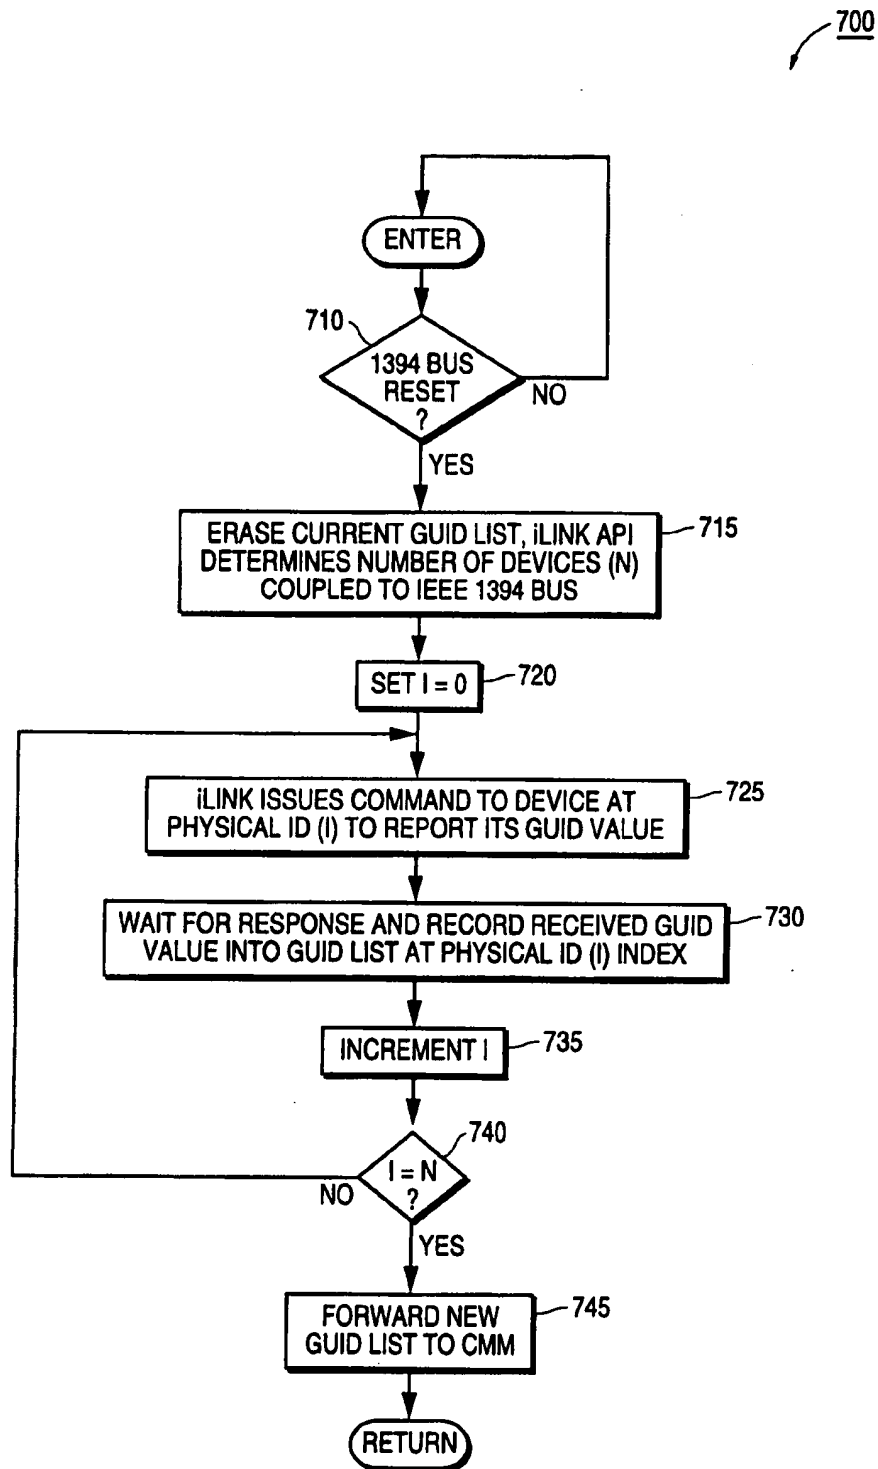 700
ENTER
710
1394 BUS
RESET
?
NO
YES
ERASE CURRENT GUID LIST, iLINK API
DETERMINES NUMBER OF DEVICES (N)
COUPLED TO IEEE 1394 BUS
715
SET I = 0
720
iLINK ISSUES COMMAND TO DEVICE AT
PHYSICAL ID (I) TO REPORT ITS GUID VALUE
725
WAIT FOR RESPONSE AND RECORD RECEIVED GUID
VALUE INTO GUID LIST AT PHYSICAL ID (I) INDEX
730
INCREMENT I
735
740
I = N
?
NO
YES
FORWARD NEW
GUID LIST TO CMM
745
RETURN